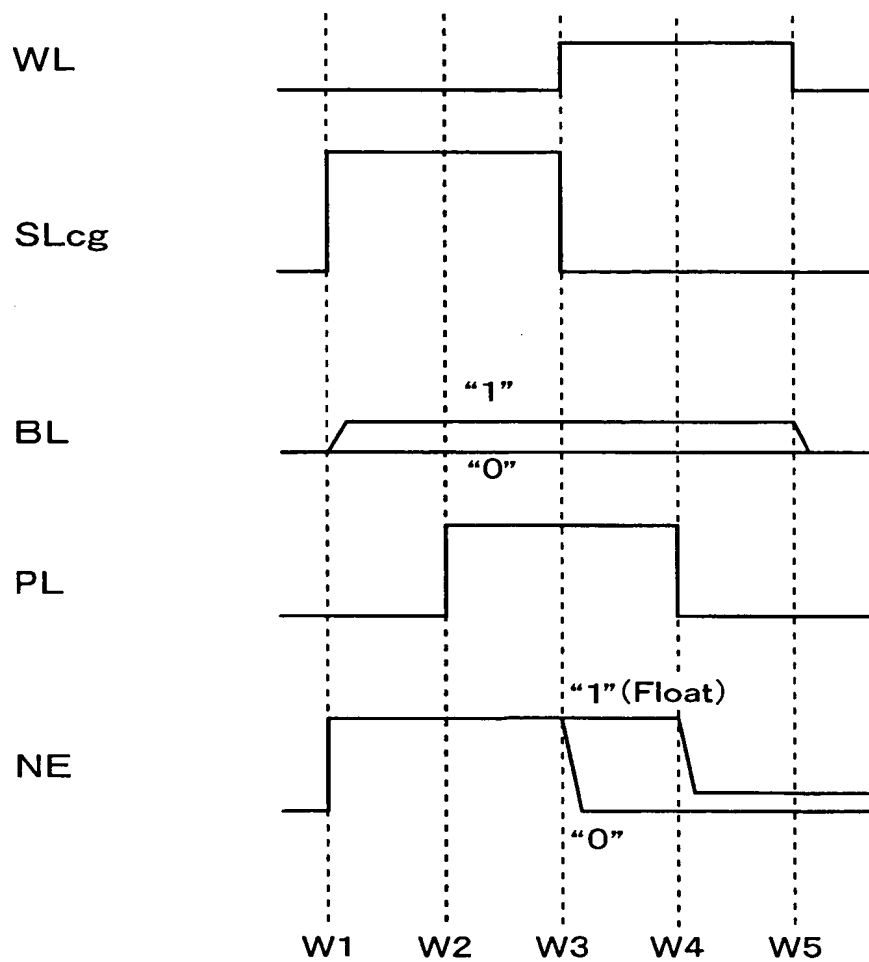 WL
SLcg
“1”
BL
“0”
PL
“1” (Float)
NE
“0”
W1 W2 W3 W4 W5